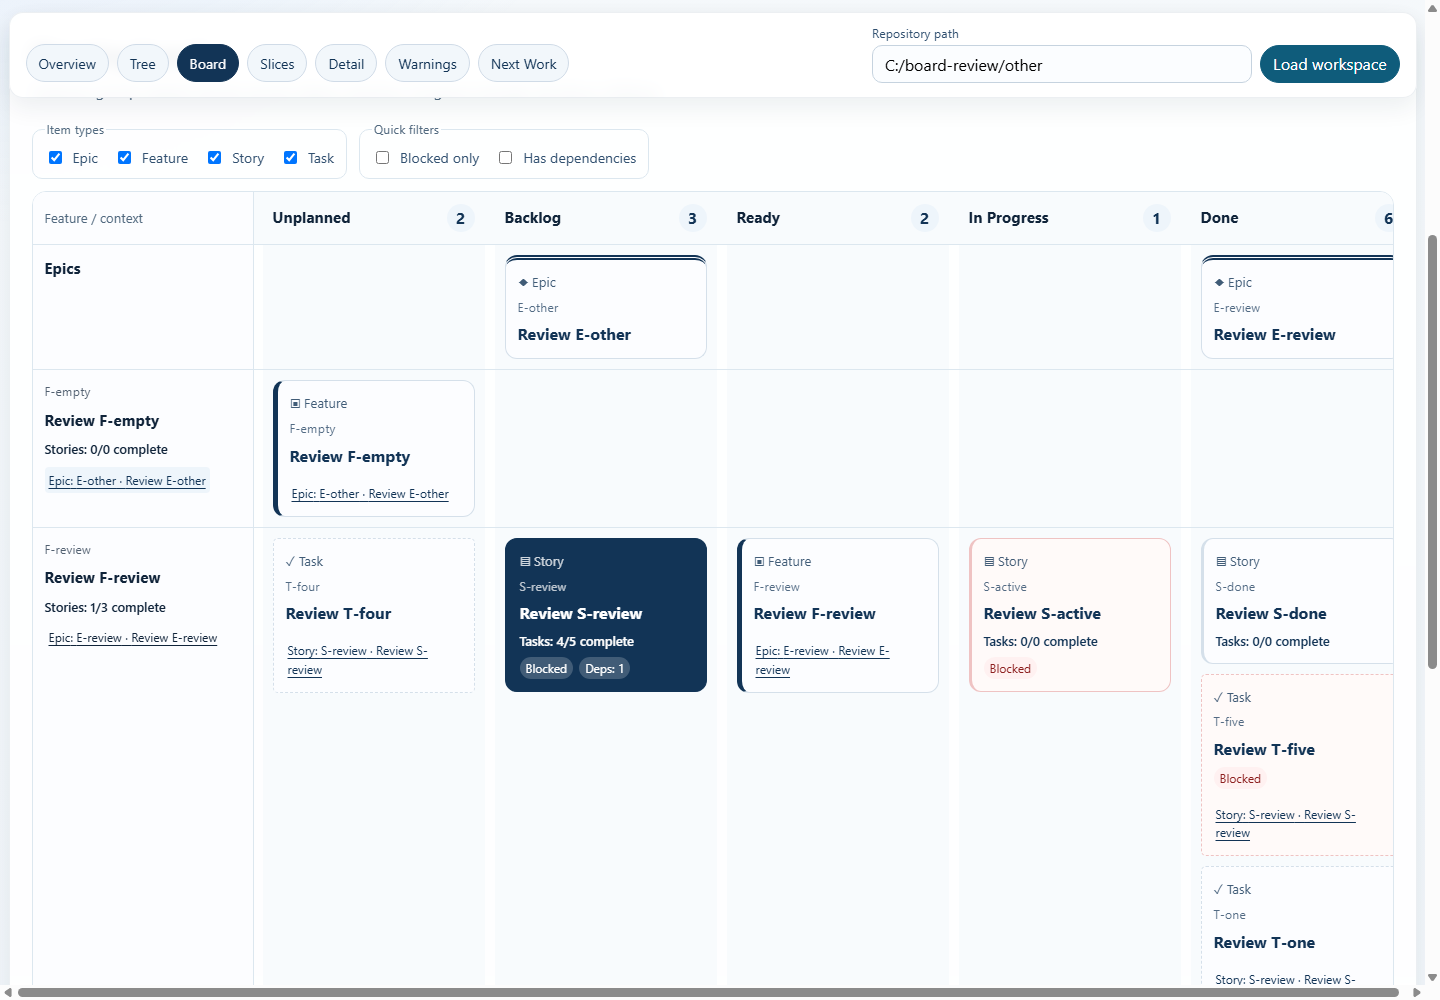 Overview
Tree
Board
Slices
Detail
Warnings
Next Work
Repository path
C:/board-review/other
Load workspace
Item types
Epic
Feature
Story
Task
Quick filters
Blocked only
Has dependencies
Feature / context
Unplanned 2
Backlog 3
Ready 2
In Progress 1
Done 6
Epics
Epic
E-other
Review E-other
Epic
E-review
Review E-review
F-empty
Review F-empty
Stories: 0/0 complete
Epic: E-other · Review E-other
Feature
F-empty
Review F-empty
Epic: E-other · Review E-other
F-review
Review F-review
Stories: 1/3 complete
Epic: E-review · Review E-review
✓ Task
T-four
Review T-four
Story: S-review · Review S-
review
Story
S-review
Review S-review
Tasks: 4/5 complete
Blocked
Deps: 1
Feature
F-review
Review F-review
Epic: E-review · Review E-
review
Story
S-active
Review S-active
Tasks: 0/0 complete
Blocked
Story
S-done
Review S-done
Tasks: 0/0 complete
✓ Task
T-five
Review T-five
Blocked
Story: S-review · Review S-
review
✓ Task
T-one
Review T-one
Story: S-review · Review S-